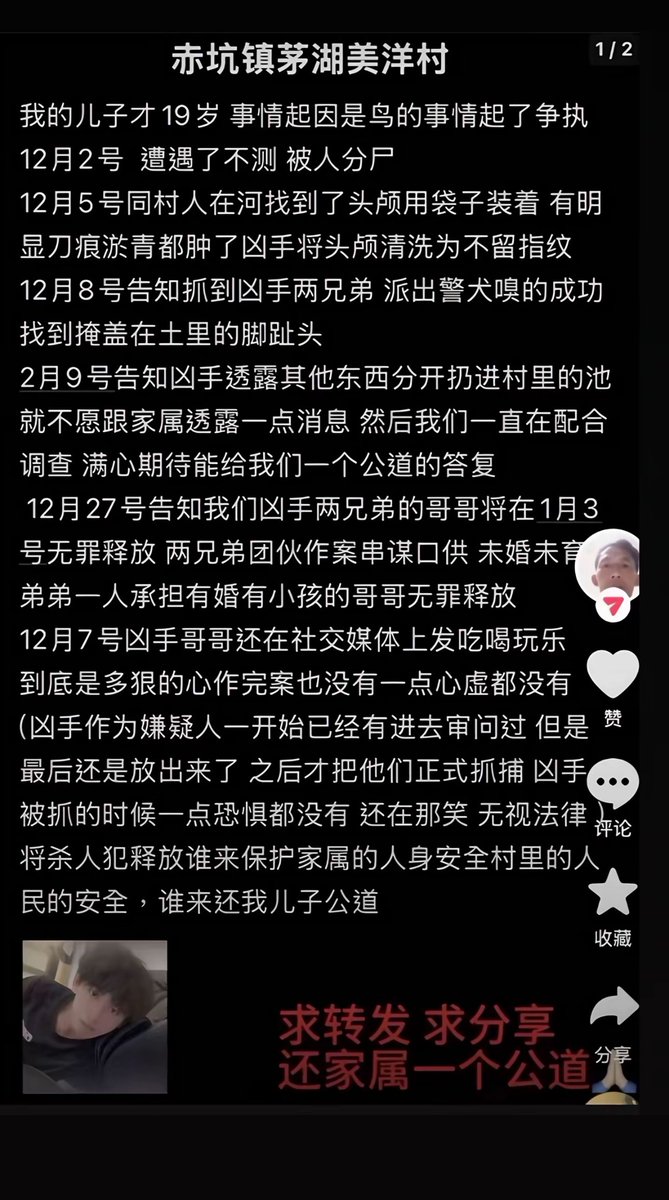 赤坑镇茅湖美洋村
1/2
我的儿子才19岁 事情起因是鸟的事情起了争执
12月2号 遭遇了不测 被人分尸
12月5号同村人在河找到了头颅用袋子装着 有明
显刀痕淤青都肿了凶手将头颅清洗为不留指纹
12月8号告知抓到凶手两兄弟 派出警犬嗅的成功
找到掩盖在土里的脚趾头
2月9号告知凶手透露其他东西分开扔进村里的池
就不愿跟家属透露一点消息 然后我们一直在配合
调查 满心期待能给我们一个公道的答复
12月27号告知我们凶手两兄弟的哥哥将在1月3
号无罪释放 两兄弟团伙作案串谋口供 未婚未育
弟弟一人承担有婚有小孩的哥哥无罪释放
12月7号凶手哥哥还在社交媒体上发吃喝玩乐
到底是多狠的心作完案也没有一点心虚都没有
(凶手作为嫌疑人一开始已经有进去审问过 但是
最后还是放出来了 之后才把他们正式抓捕 凶手
被抓的时候一点恐惧都没有 还在那笑 无视法律 )
将杀人犯释放谁来保护家属的人身安全村里的人
民的安全，谁来还我儿子公道
赞
评论
收藏
分享
求转发 求分享
还家属一个公道